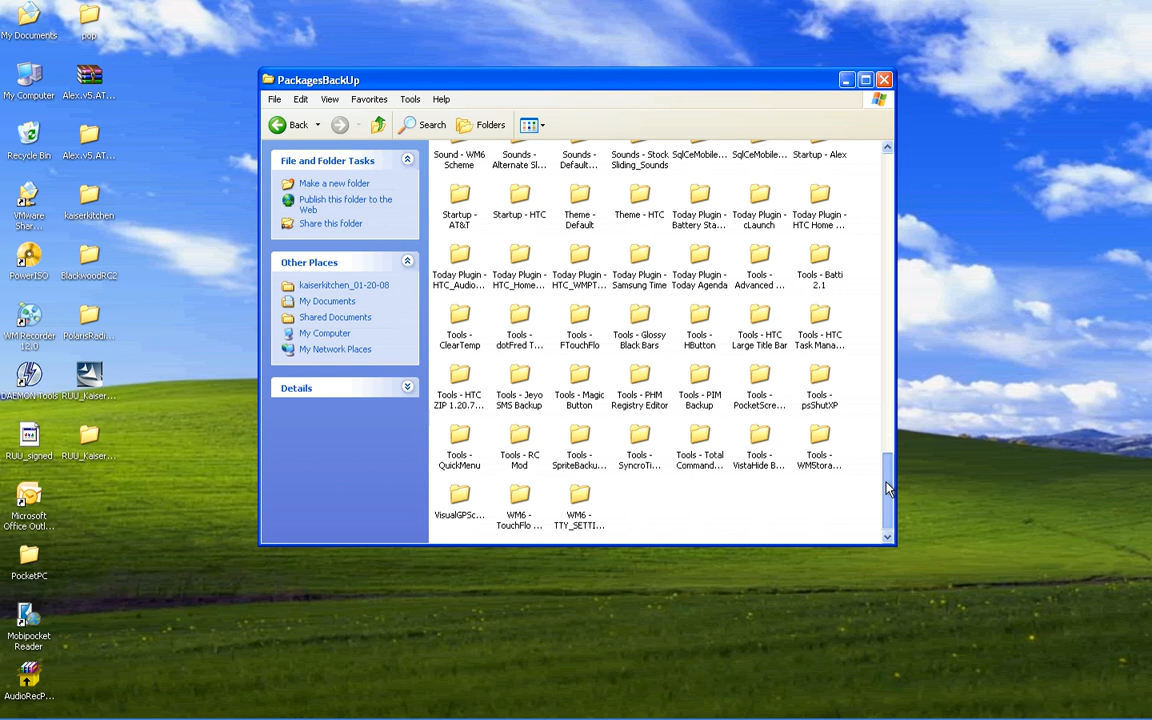 My Documents
pop
My Computer
Alex.v5.AT...
Recycle Bin
Alex.v5.AT...
VMware
Shar...
kaiserkitchen
PowerISO
BlackwoodRC2
WM Recorder
12.0
PolarisRadi...
DAEMON Tools
RUU_Kaiser...
RUU_signed
RUU_Kaiser...
Microsoft
Office Outl...
PocketPC
Mobipocket
Reader
AudioRecP...
PackagesBackUp
File Edit View Favorites Tools Help
Back Search Folders
File and Folder Tasks
Make a new folder
Publish this folder to the
Web
Share this folder
Other Places
kaiserkitchen_01-20-08
My Documents
Shared Documents
My Computer
My Network Places
Details
Sound - WM6
Scheme
Sounds -
Alternate Sl...
Sounds -
Default...
Sounds - Stock
Sliding_Sounds
SqlCeMobile...
SqlCeMobile...
Startup - Alex
Startup -
AT&T
Startup - HTC
Theme -
Default
Theme - HTC
Today Plugin -
Battery Sta...
Today Plugin -
cLaunch
Today Plugin -
HTC Home ...
Today Plugin -
HTC_Audio...
Today Plugin -
HTC_Home...
Today Plugin -
HTC_WMPT...
Today Plugin -
Samsung Time
Today Plugin -
Today Agenda
Tools -
Advanced ...
Tools - Batti
2.1
Tools -
ClearTemp
Tools -
dotFred T...
Tools -
FTouchFlo
Tools - Glossy
Black Bars
Tools -
HButton
Tools - HTC
Large Title Bar
Tools - HTC
Task Mana...
Tools - HTC
ZIP 1.20.7...
Tools - Jeyo
SMS Backup
Tools - Magic
Button
Tools - PHM
Registry Editor
Tools - PIM
Backup
Tools -
PocketScre...
Tools -
psShutXP
Tools -
QuickMenu
Tools - RC
Mod
Tools -
SpriteBacku...
Tools -
SyncroTi...
Tools - Total
Command...
Tools -
VistaHide B...
Tools -
WMStora...
VisualGPSc...
WM6 -
TouchFlo ...
WM6 -
TTY_SETTI...